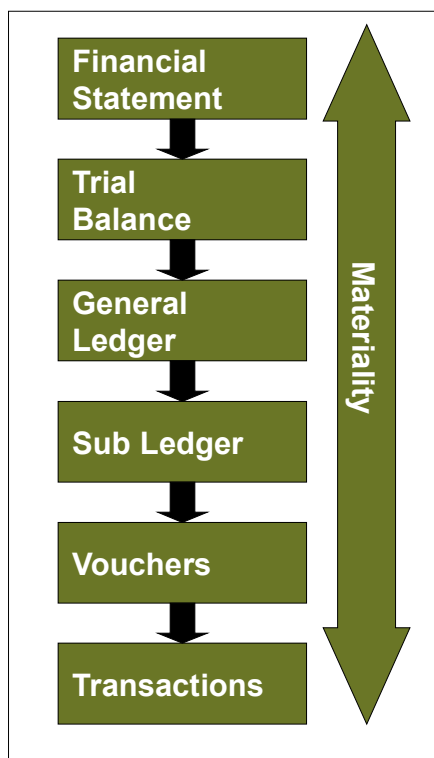 Financial
Statement
Trial
Balance
General
Ledger
Sub Ledger
Vouchers
Transactions
Materiality